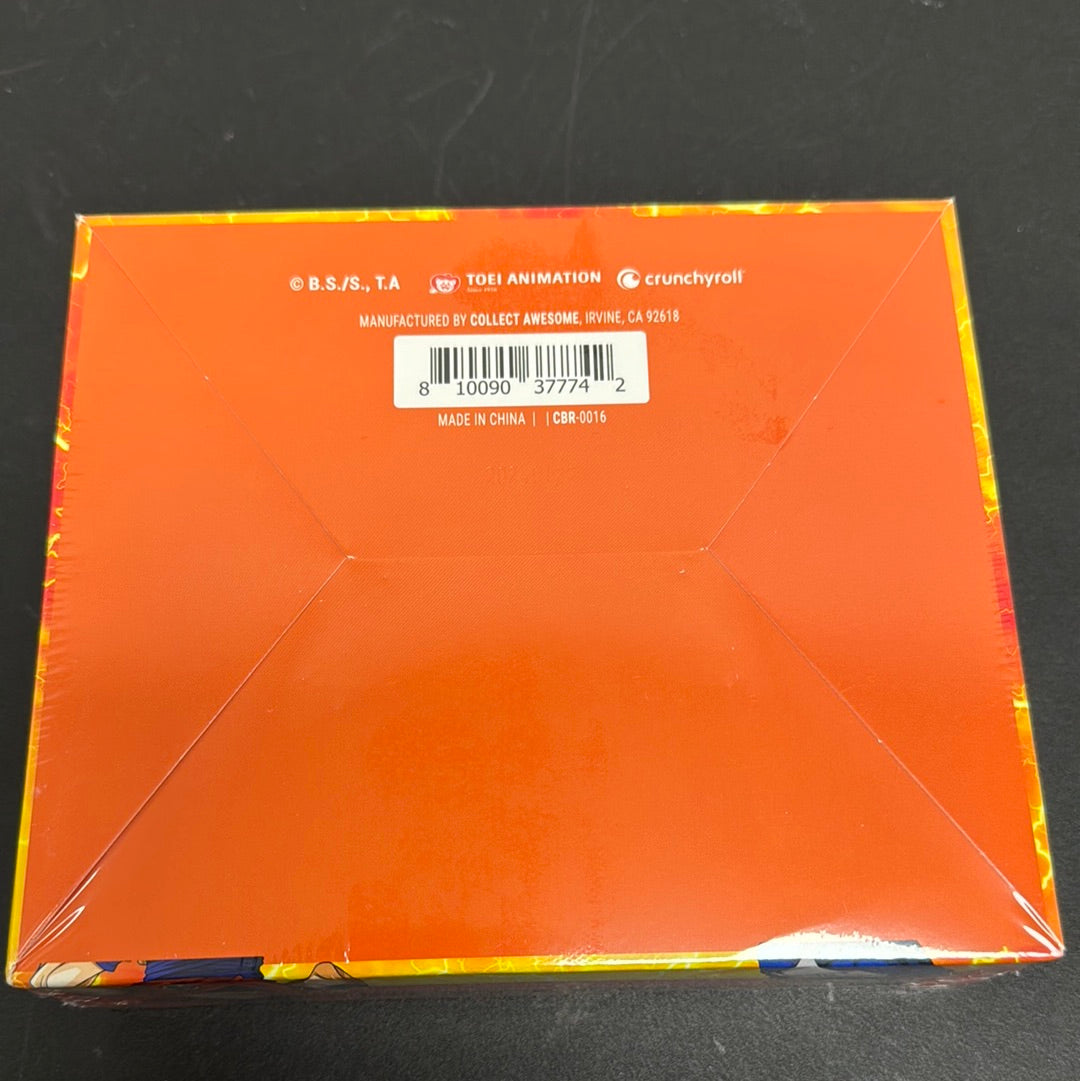 © B.S./S., T.A TOEI ANIMATION Since 1956 crunchyroll
MANUFACTURED BY COLLECT AWESOME, IRVINE, CA 92618
8 10090 37774 2
MADE IN CHINA | | CBR-0016